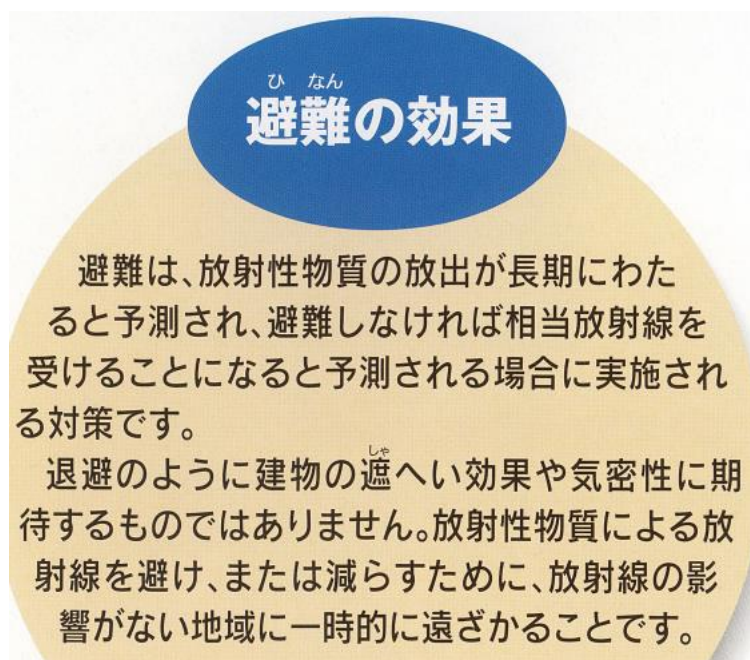 ひなん
避難の効果
避難は、放射性物質の放出が長期にわた
ると予測され、避難しなければ相当放射線を
受けることになると予測される場合に実施され
る対策です。
しゃ
退避のように建物の遮へい効果や気密性に期
待するものではありません。放射性物質による放
射線を避け、または減らすために、放射線の影
響がない地域に一時的に遠ざかることです。